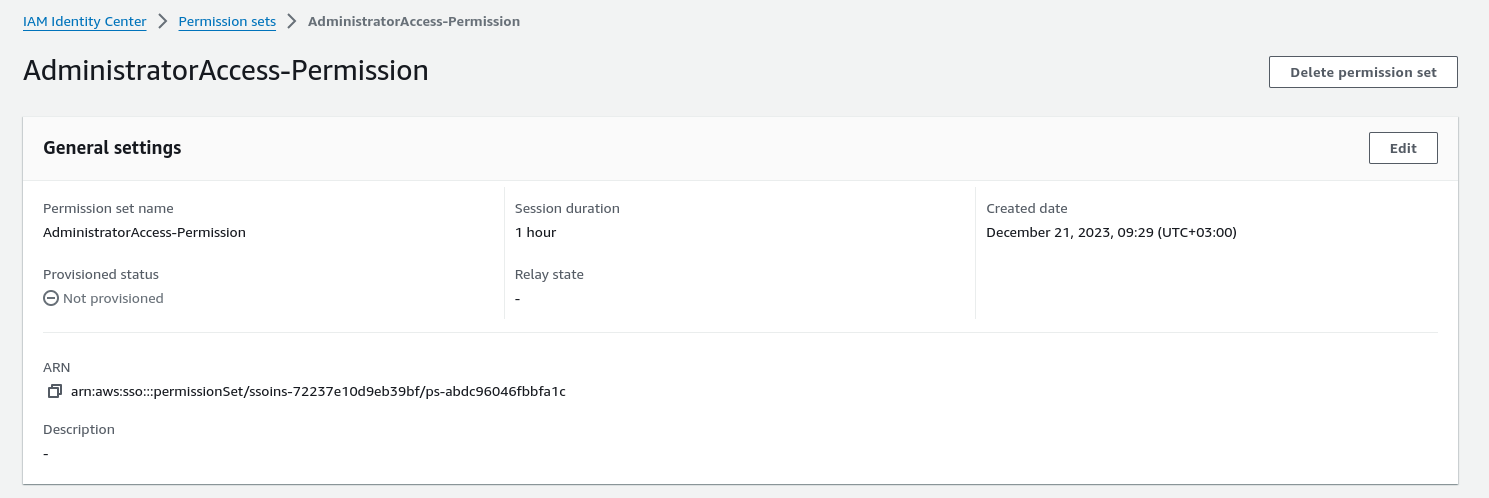 IAM Identity Center > Permission sets > AdministratorAccess-Permission
AdministratorAccess-Permission
Delete permission set
General settings
Edit
Permission set name
AdministratorAccess-Permission
Provisioned status
Not provisioned
Session duration
1 hour
Relay state
-
Created date
December 21, 2023, 09:29 (UTC+03:00)
ARN
arn:aws:sso:::permissionSet/ssoins-72237e10d9eb39bf/ps-abdc96046fbbfa1c
Description
-